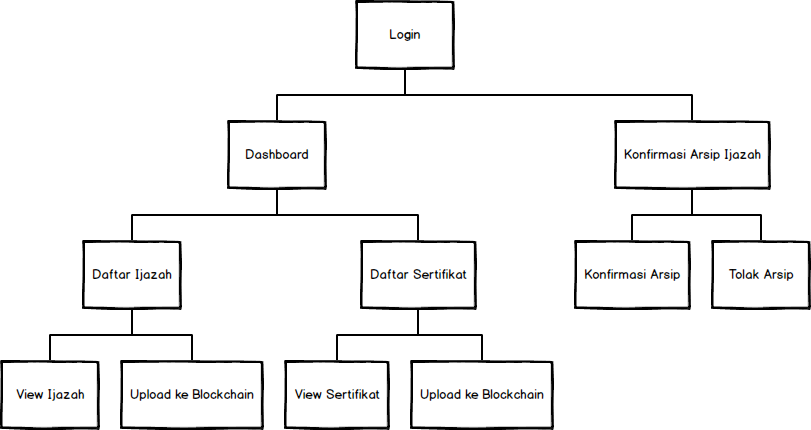 Login
Dashboard
Konfirmasi Arsip Ijazah
Daftar Ijazah
Daftar Sertifikat
Konfirmasi Arsip
Tolak Arsip
View Ijazah
Upload ke Blockchain
View Sertifikat
Upload ke Blockchain